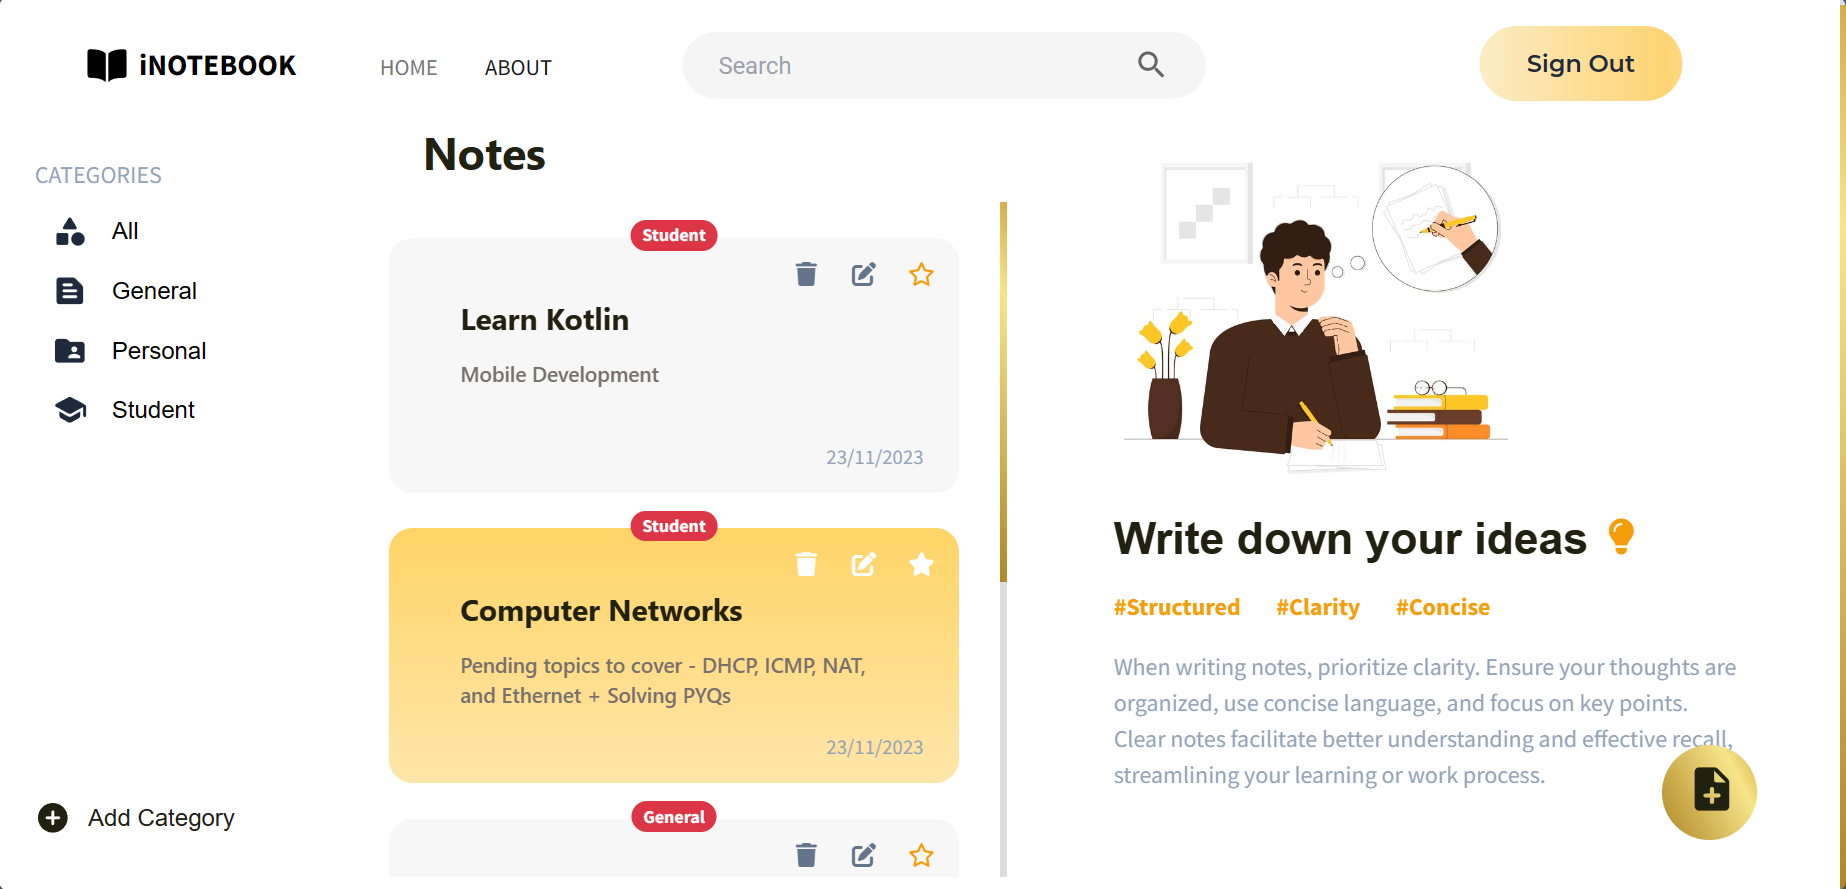 iNOTEBOOK
HOME
ABOUT
Search
Sign Out
CATEGORIES
All
General
Personal
Student
Add Category
Notes
Student
Learn Kotlin
Mobile Development
23/11/2023
Student
Computer Networks
Pending topics to cover - DHCP, ICMP, NAT,
and Ethernet + Solving PYQs
23/11/2023
General
Write down your ideas
#Structured #Clarity #Concise
When writing notes, prioritize clarity. Ensure your thoughts are
organized, use concise language, and focus on key points.
Clear notes facilitate better understanding and effective recall,
streamlining your learning or work process.